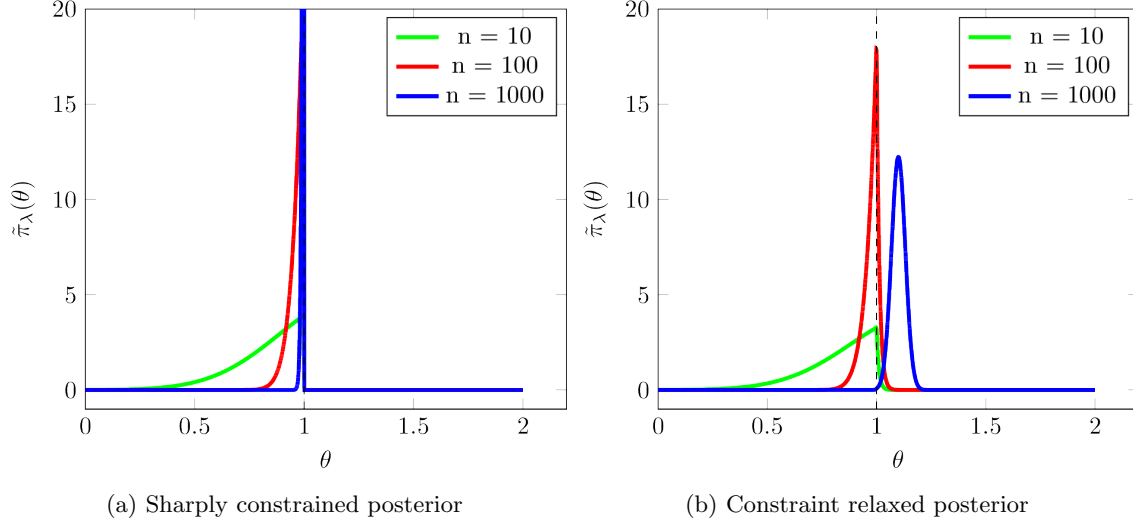 20
15
10
5
0
0
0.5
1
1.5
2
θ
π̃λ(θ)
n = 10
n = 100
n = 1000
(a) Sharply constrained posterior
20
15
10
5
0
0
0.5
1
1.5
2
θ
π̃λ(θ)
n = 10
n = 100
n = 1000
(b) Constraint relaxed posterior